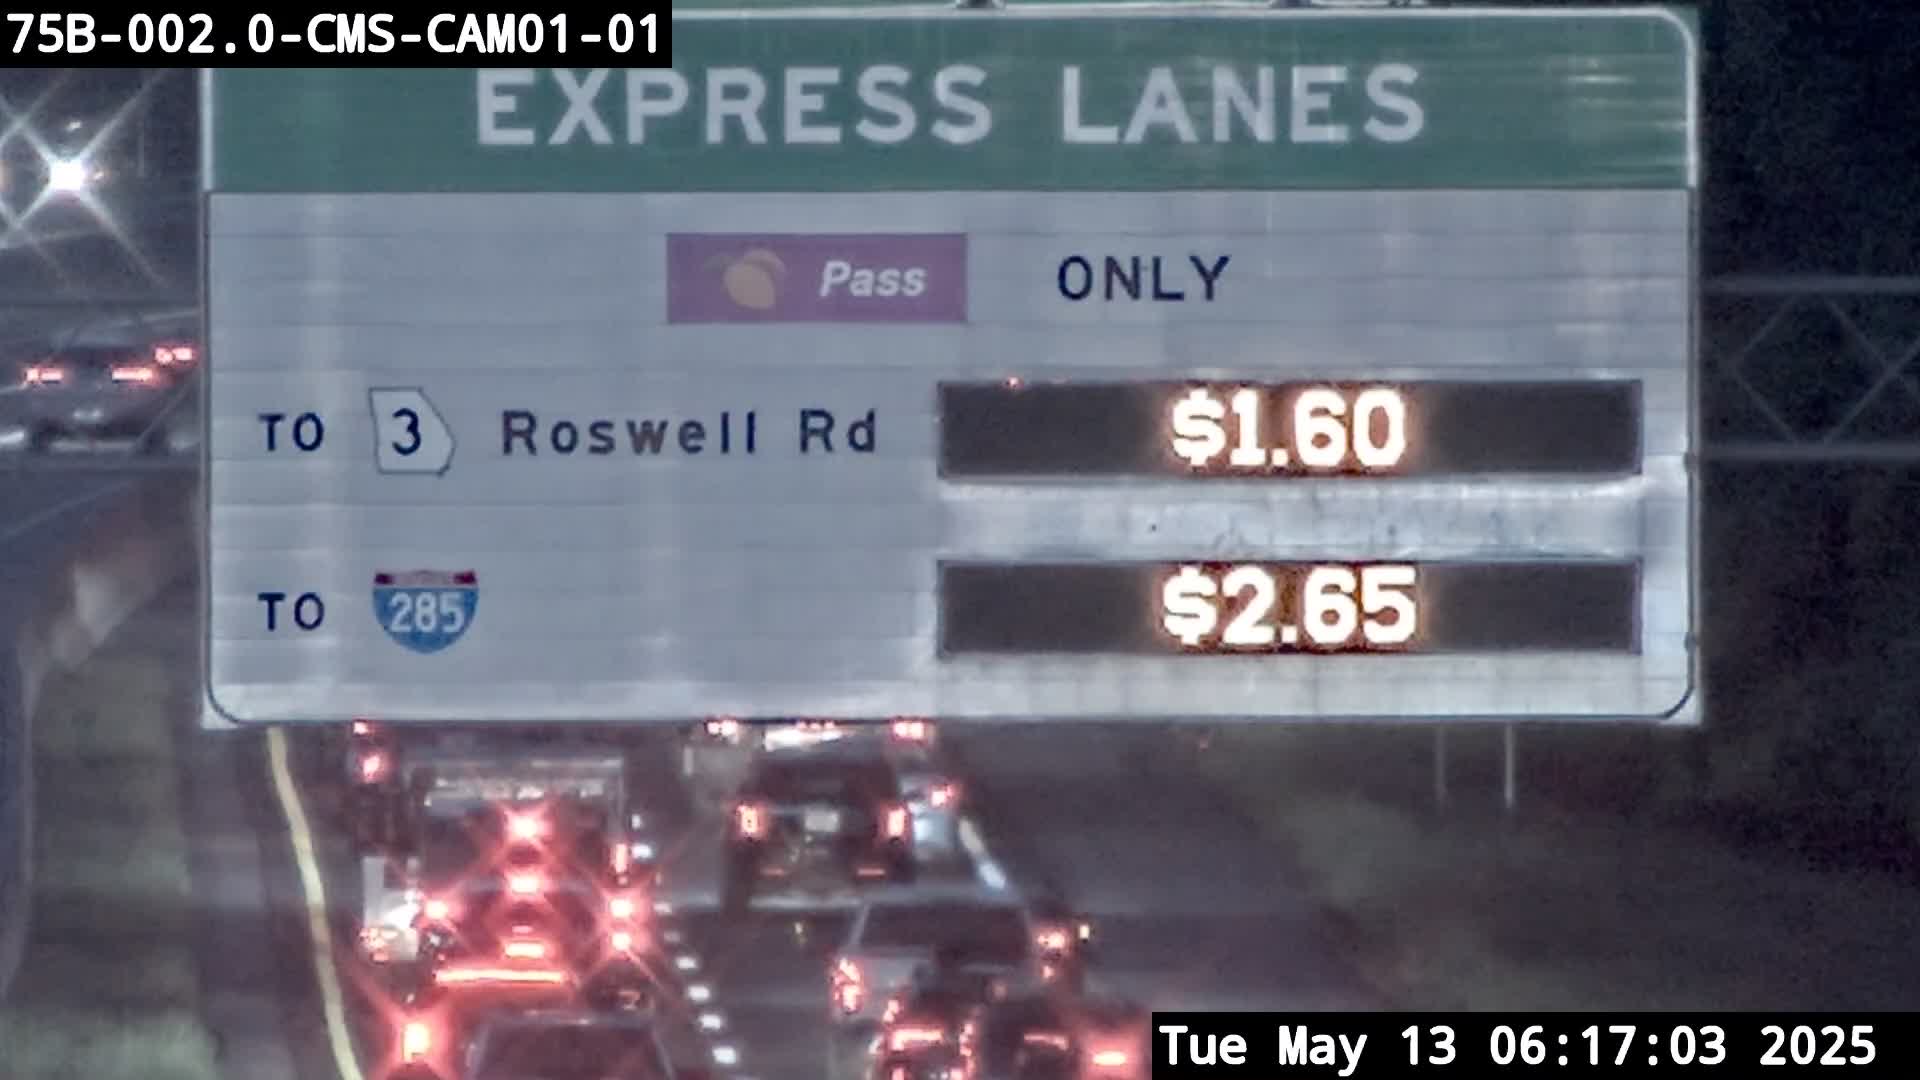 75B-002.0-CMS-CAM01-01
EXPRESS LANES
Pass ONLY
TO 3 Roswell Rd $1.60
TO 285 $2.65
Tue May 13 06:17:03 2025